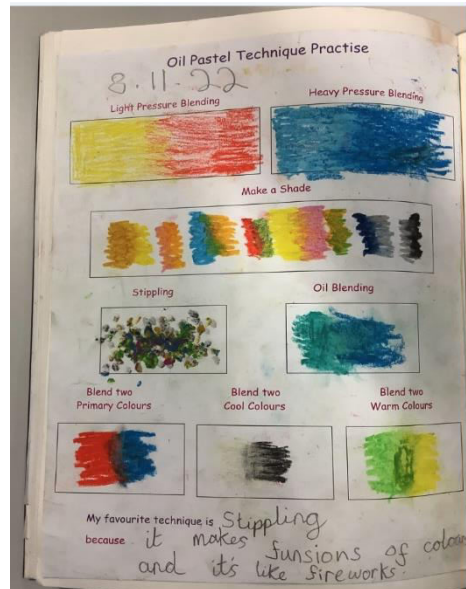 Oil Pastel Technique Practise
8.11.22
Light Pressure Blending
Heavy Pressure Blending
Make a Shade
Stippling
Oil Blending
Blend two
Primary Colours
Blend two
Cool Colours
Blend two
Warm Colours
My favourite technique is Stippling
because it makes funsions of colour
and it's like fireworks.